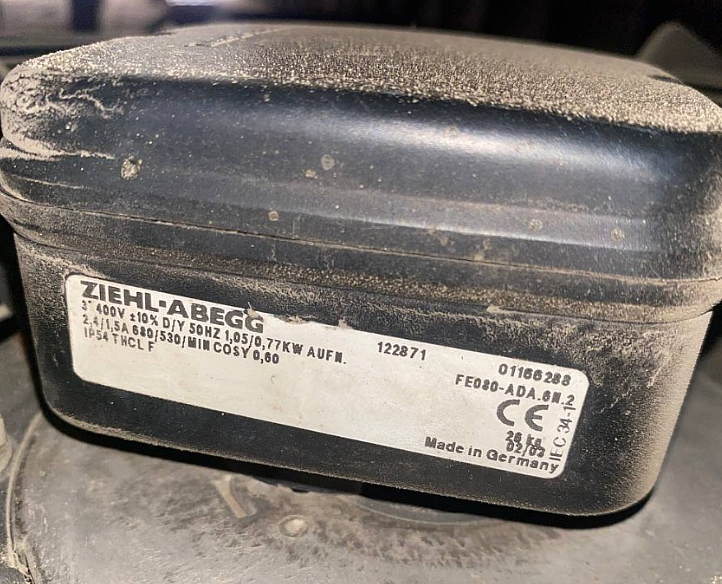 ZIEHL-ABEGG
3~ 400V ±10% D/Y 50HZ 1,05/0,77KW AUFN.
2,4/1,5A 680/530/MIN COSY 0,60
IP54 THCL F
122871
01166288
FE080-ADA.6N.2
CE
26 KG
02/03
IEC 34-1
Made in Germany